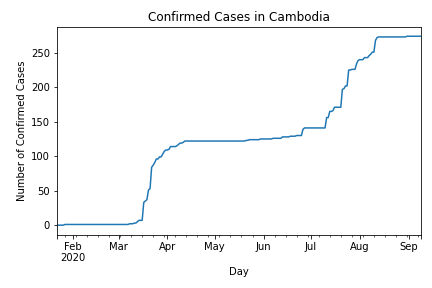 Confirmed Cases in Cambodia
Number of Confirmed Cases
250
200
150
100
50
0
Feb Mar Apr May Jun Jul Aug Sep
2020
Day